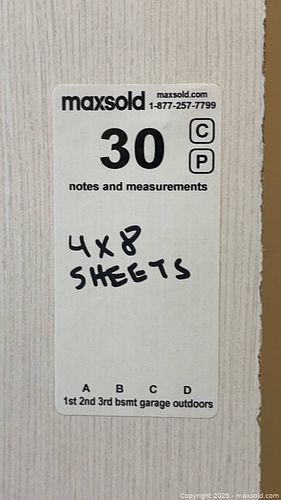 maxsold maxsold.com
1-877-257-7799
30 C
P
notes and measurements
4x8
SHEETS
A B C D
1st 2nd 3rd bsmt garage outdoors
Copyright 2025 - maxsold.com